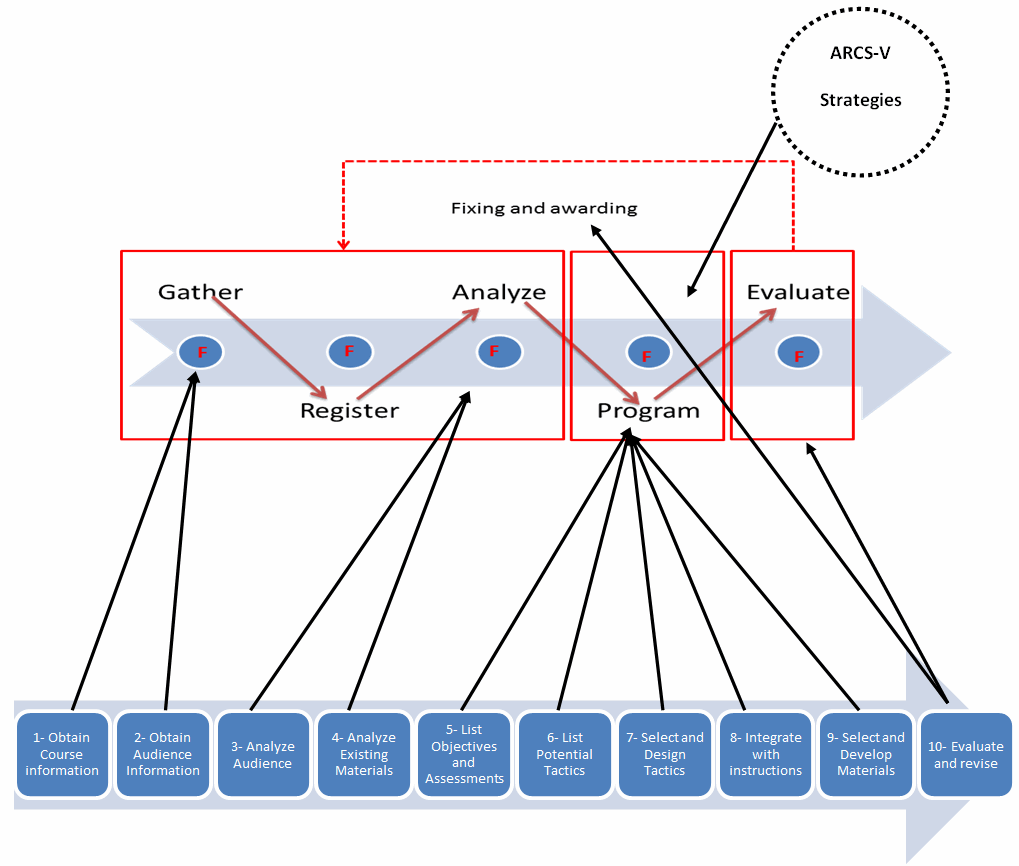 ARCS-V
Strategies
Fixing and awarding
Gather
Analyze
Evaluate
F
F
F
F
F
Register
Program
1- Obtain
Course
information
2- Obtain
Audience
Information
3- Analyze
Audience
4- Analyze
Existing
Materials
5- List
Objectives
and
Assessments
6- List
Potential
Tactics
7- Select and
Design
Tactics
8- Integrate
with
instructions
9- Select and
Develop
Materials
10- Evaluate
and revise